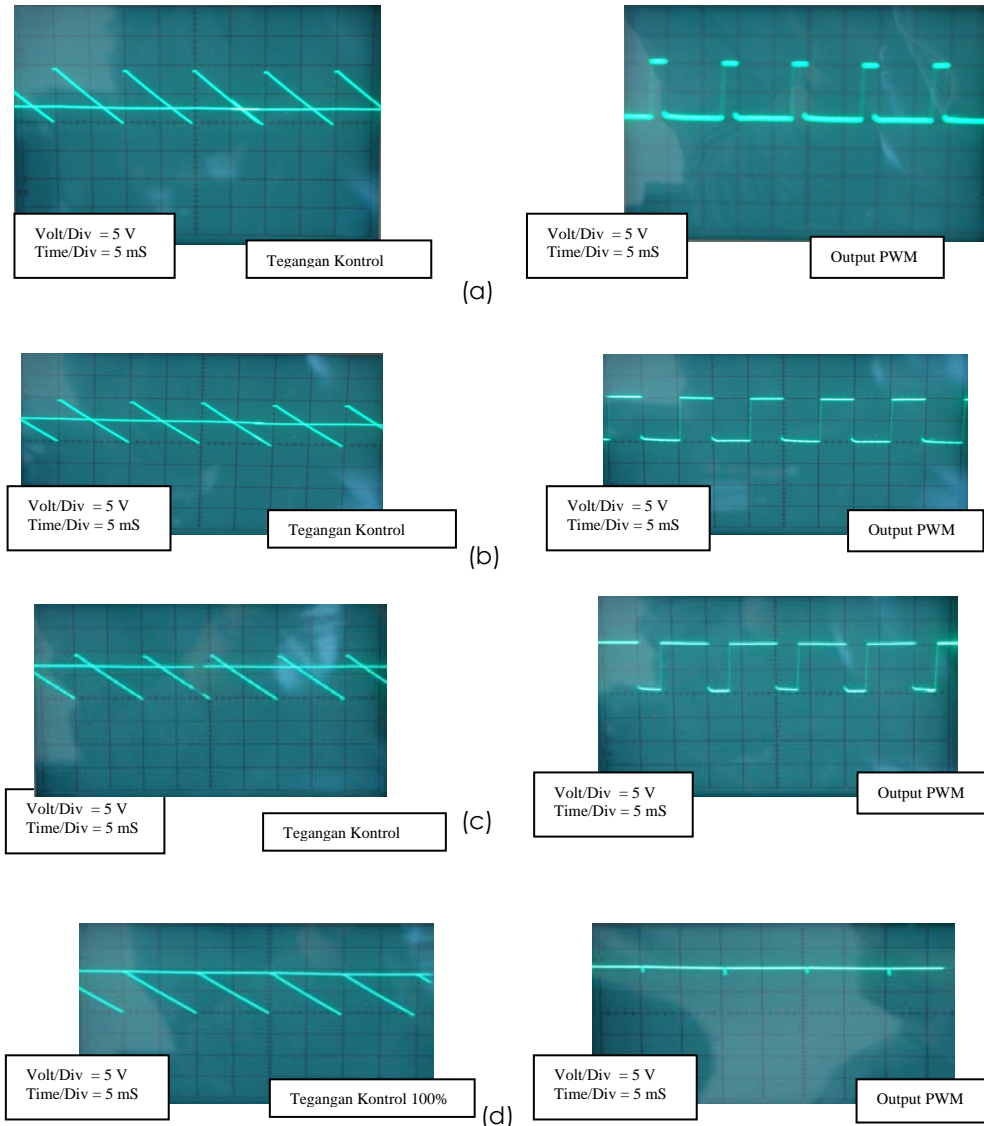 Volt/Div = 5 V
Time/Div = 5 mS
Tegangan Kontrol
Volt/Div = 5 V
Time/Div = 5 mS
Output PWM
(a)
Volt/Div = 5 V
Time/Div = 5 mS
Tegangan Kontrol
Volt/Div = 5 V
Time/Div = 5 mS
Output PWM
(b)
Volt/Div = 5 V
Time/Div = 5 mS
Tegangan Kontrol
Volt/Div = 5 V
Time/Div = 5 mS
Output PWM
(c)
Volt/Div = 5 V
Time/Div = 5 mS
Tegangan Kontrol 100%
Volt/Div = 5 V
Time/Div = 5 mS
Output PWM
(d)